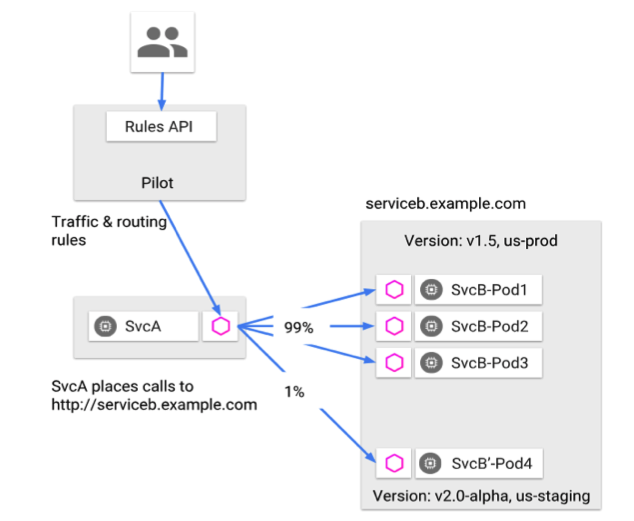 Rules API
Pilot
Traffic & routing
rules
serviceb.example.com
Version: v1.5, us-prod
SvcA
99%
SvcB-Pod1
SvcB-Pod2
SvcB-Pod3
SvcA places calls to
http://serviceb.example.com
1%
SvcB’-Pod4
Version: v2.0-alpha, us-staging